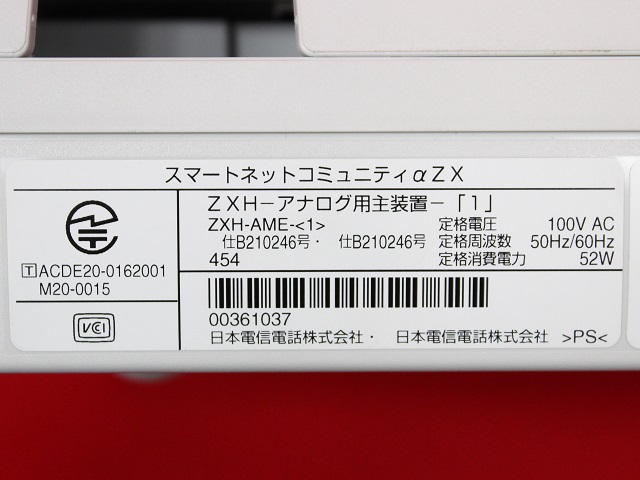 スマートネットコミュニティαZX
ZXH－アナログ用主装置－「1」
ZXH-AME-<1>
仕B210246号・ 仕B210246号
454
定格電圧 100V AC
定格周波数 50Hz/60Hz
定格消費電力 52W
T ACDE20-0162001
M20-0015
VCI
00361037
日本電信電話株式会社・ 日本電信電話株式会社 >PS<